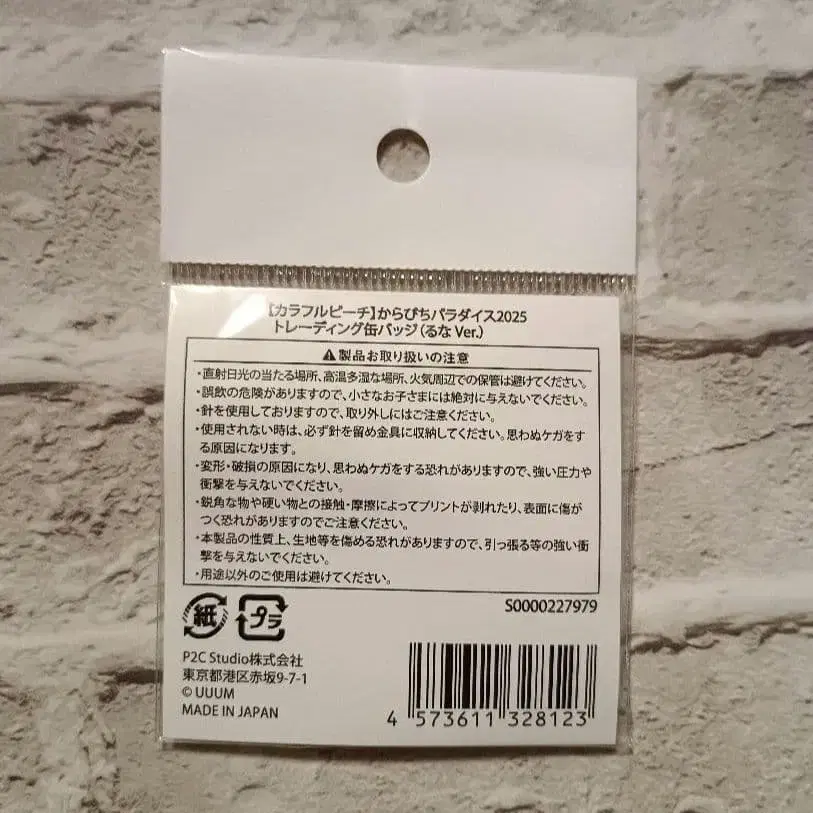 【カラフルピーチ】からぴちパラダイス2025
トレーディング缶バッジ(るな Ver.)
⚠製品お取り扱いの注意
・直射日光の当たる場所、高温多湿な場所、火気周辺での保管は避けてください。
・誤飲の危険がありますので、小さなお子さまには絶対に与えないでください。
・針を使用しておりますので、取り外しにはご注意ください。
・使用されない時は、必ず針を留め金具に収納してください。思わぬケガをす
る原因になります。
・変形・破損の原因になり、思わぬケガをする恐れがありますので、強い圧力や
衝撃を与えないでください。
・鋭角な物や硬い物との接触・摩擦によってプリントが剥れたり、表面に傷が
つく恐れがありますのでご注意ください。
・本製品の性質上、生地等を傷める恐れがありますので、引っ張る等の強い衝
撃を与えないでください。
・用途以外のご使用は避けてください。
S0000227979
紙 プラ
P2C Studio株式会社
東京都港区赤坂9-7-1
© UUUM
MADE IN JAPAN
4 573611 328123